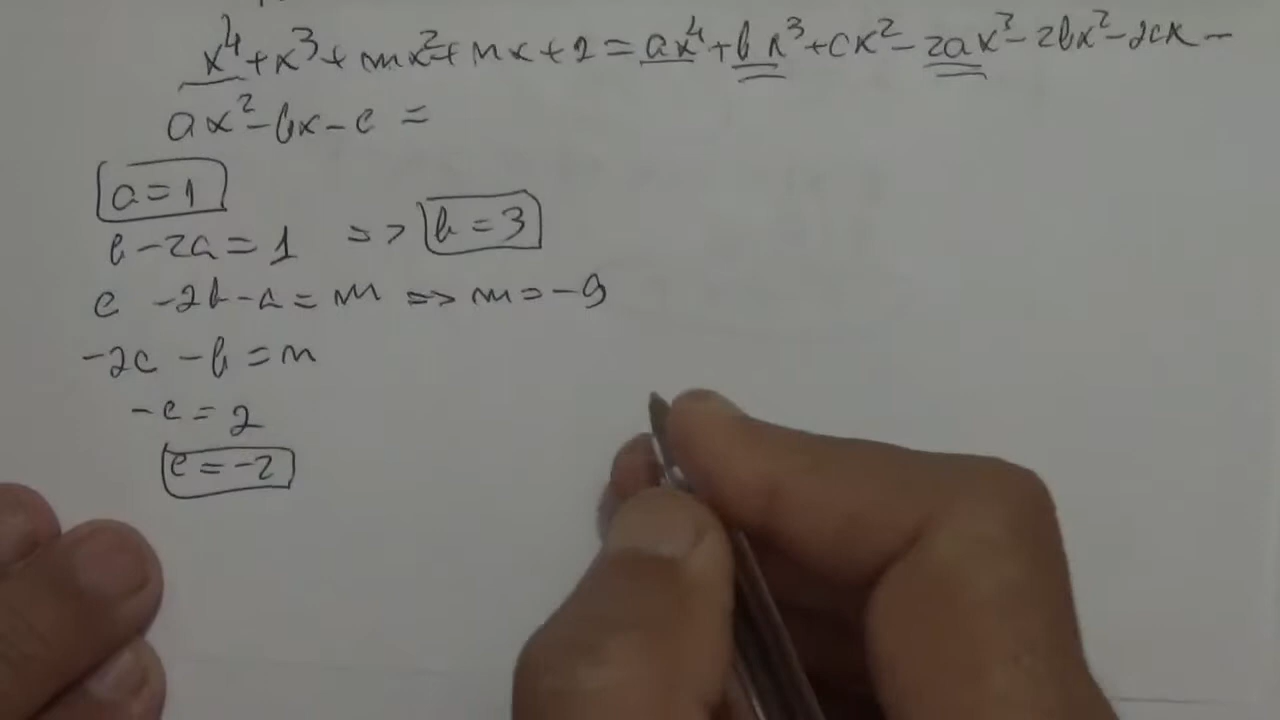 x⁴+x³+mx²+nx+2=ax⁴+bx³+cx²-2ax³-2bx²-2cx-
ax²-bx-c=
a=1
b-2a=1 => b=3
c-2b-a=m => m=-9
-2c-b=n
-c=2
c=-2